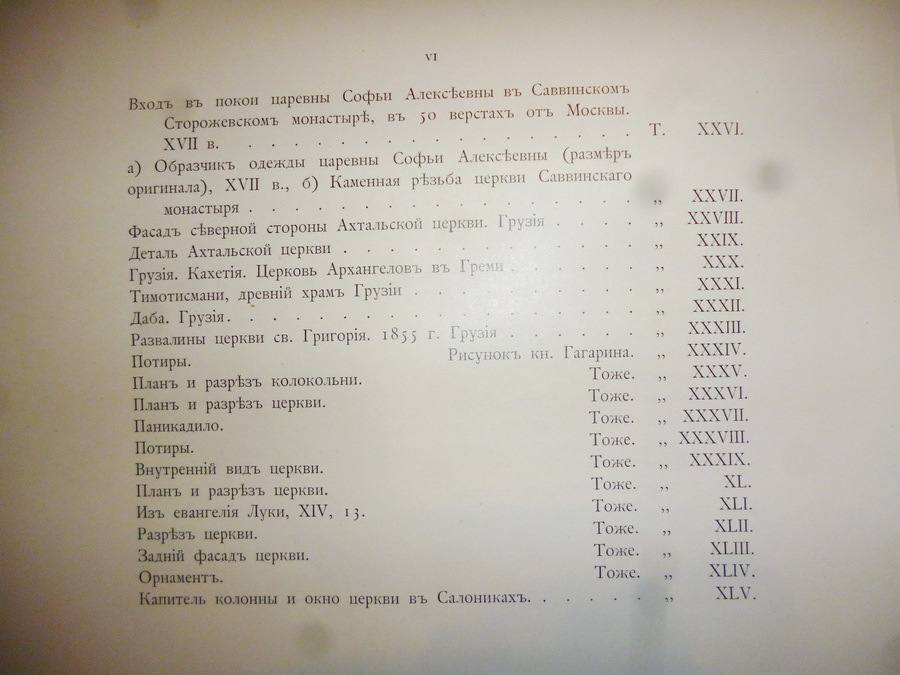 VI
Входъ въ покои царевны Софьи Алексѣевны въ Саввинскомъ
Сторожевскомъ монастырѣ, въ 50 верстахъ отъ Москвы.
XVII в. . . . . . . . . . . . . . . Т. XXVI.
а) Образчикъ одежды царевны Софьи Алексѣевны (размѣръ
оригинала), XVII в., б) Каменная рѣзьба церкви Саввинскаго
монастыря . . . . . . . . . . . . . . „ XXVII.
Фасадъ сѣверной стороны Ахтальской церкви. Грузія . . . . „ XXVIII.
Деталь Ахтальской церкви . . . . . . . . . . . „ XXIX.
Грузія. Кахетія. Церковь Архангеловъ въ Греми . . . . . „ XXX.
Тимотисмани, древній храмъ Грузіи . . . . . . . . „ XXXI.
Даба. Грузія. . . . . . . . . . . . . . . „ XXXII.
Развалины церкви св. Григорія. 1855 г. Грузія . . . . . „ XXXIII.
Потиры. Рисунокъ кн. Гагарина. „ XXXIV.
Планъ и разрѣзъ колокольни. Тоже. „ XXXV.
Планъ и разрѣзъ церкви. Тоже. „ XXXVI.
Паникадило. Тоже. „ XXXVII.
Потиры. Тоже. „ XXXVIII.
Внутренній видъ церкви. Тоже. „ XXXIX.
Планъ и разрѣзъ церкви. Тоже. „ XL.
Изъ евангелія Луки, XIV, 13. Тоже. „ XLI.
Разрѣзъ церкви. Тоже. „ XLII.
Задній фасадъ церкви. Тоже. „ XLIII.
Орнаментъ. Тоже. „ XLIV.
Капитель колонны и окно церкви въ Салоникахъ. . . . . . „ XLV.